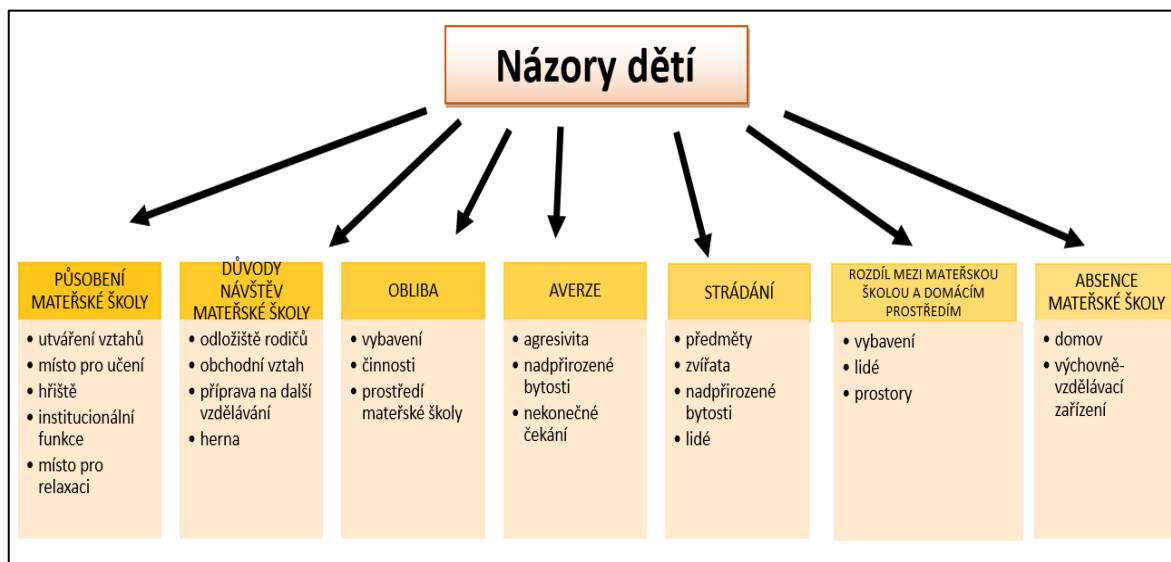 Názory dětí
PŮSOBENÍ
MATEŘSKÉ ŠKOLY
• utváření vztahů
• místo pro učení
• hřiště
• institucionální
funkce
• místo pro
relaxaci
DŮVODY
NÁVŠTĚV
MATEŘSKÉ ŠKOLY
• odložiště rodičů
• obchodní vztah
• příprava na další
vzdělávání
• herna
OBLIBA
• vybavení
• činnosti
• prostředí
mateřské školy
AVERZE
• agresivita
• nadpřirozené
bytosti
• nekonečné
čekání
STRÁDÁNÍ
• předměty
• zvířata
• nadpřirozené
bytosti
• lidé
ROZDÍL MEZI MATEŘSKOU
ŠKOLOU A DOMÁCÍM
PROSTŘEDÍM
• vybavení
• lidé
• prostory
ABSENCE
MATEŘSKÉ ŠKOLY
• domov
• výchovně-
vzdělávací
zařízení